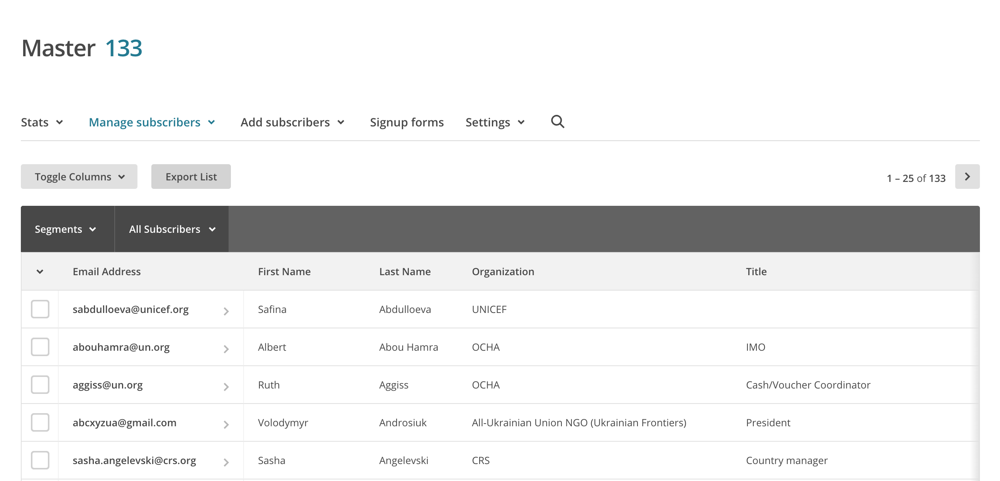 Master 133
Stats Manage subscribers Add subscribers Signup forms Settings
Toggle Columns Export List 1 – 25 of 133
Segments All Subscribers
Email Address First Name Last Name Organization Title
sabdulloeva@unicef.org Safina Abdulloeva UNICEF
abouhamra@un.org Albert Abou Hamra OCHA IMO
aggiss@un.org Ruth Aggiss OCHA Cash/Voucher Coordinator
abcxyzua@gmail.com Volodymyr Androsiuk All-Ukrainian Union NGO (Ukrainian Frontiers) President
sasha.angelevski@crs.org Sasha Angelevski CRS Country manager